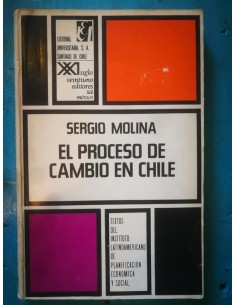 EDITORIAL
UNIVERSITARIA, S. A.
SANTIAGO DE CHILE
XXI siglo
veintiuno
editores
sa
méxico
SERGIO MOLINA
EL PROCESO DE
CAMBIO EN CHILE
TEXTOS
DEL
INSTITUTO
LATINOAMERICANO
DE
PLANIFICACION
ECONOMICA
Y SOCIAL